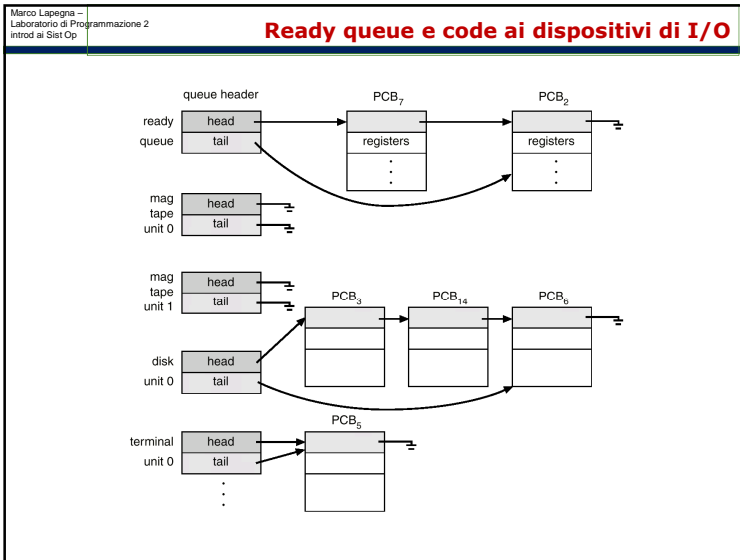 Marco Lapegna –
Laboratorio di Programmazione 2
introd ai Sist Op
Ready queue e code ai dispositivi di I/O
queue header
PCB7
PCB2
ready
queue
head
tail
registers
registers
mag
tape
unit 0
head
tail
mag
tape
unit 1
head
tail
PCB3
PCB14
PCB6
disk
unit 0
head
tail
PCB5
terminal
unit 0
head
tail